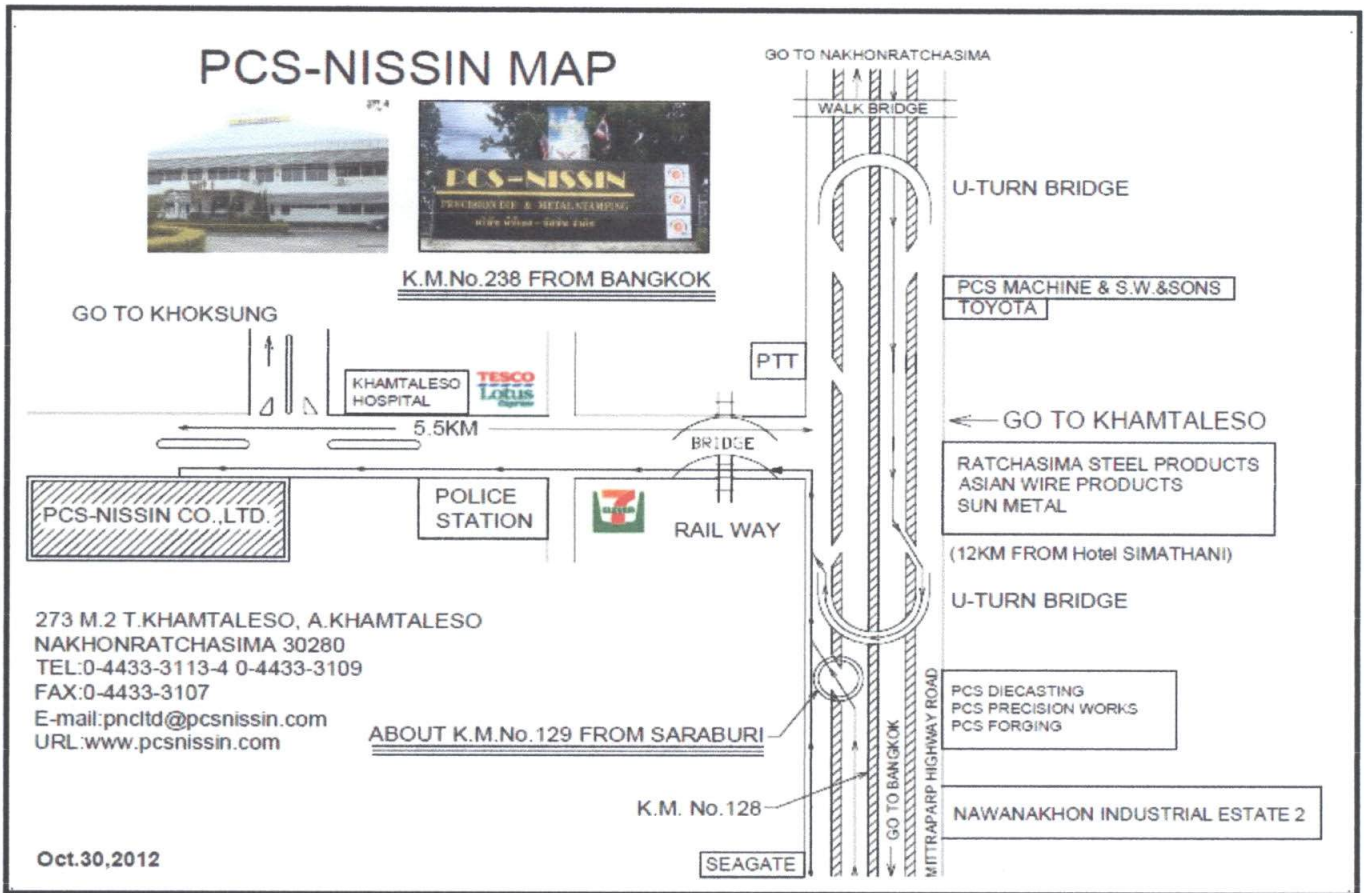 PCS-NISSIN MAP
PCS-NISSIN
PRECISION DIE & METAL STAMPING
K.M.No.238 FROM BANGKOK
GO TO NAKHONRATCHASIMA
WALK BRIDGE
U-TURN BRIDGE
PCS MACHINE & S.W.&SONS
TOYOTA
GO TO KHOKSUNG
KHAMTALESO
HOSPITAL
TESCO
Lotus
PTT
5.5KM
BRIDGE
GO TO KHAMTALESO
RATCHASIMA STEEL PRODUCTS
ASIAN WIRE PRODUCTS
SUN METAL
PCS-NISSIN CO.,LTD.
POLICE
STATION
7
ELEVEN
RAIL WAY
(12KM FROM Hotel SIMATHANI)
U-TURN BRIDGE
273 M.2 T.KHAMTALESO, A.KHAMTALESO
NAKHONRATCHASIMA 30280
TEL:0-4433-3113-4 0-4433-3109
FAX:0-4433-3107
E-mail:pncltd@pcsnissin.com
URL:www.pcsnissin.com
ABOUT K.M.No.129 FROM SARABURI
PCS DIECASTING
PCS PRECISION WORKS
PCS FORGING
K.M. No.128
GO TO BANGKOK
MITTRAPARP HIGHWAY ROAD
NAWANAKHON INDUSTRIAL ESTATE 2
SEAGATE
Oct.30,2012